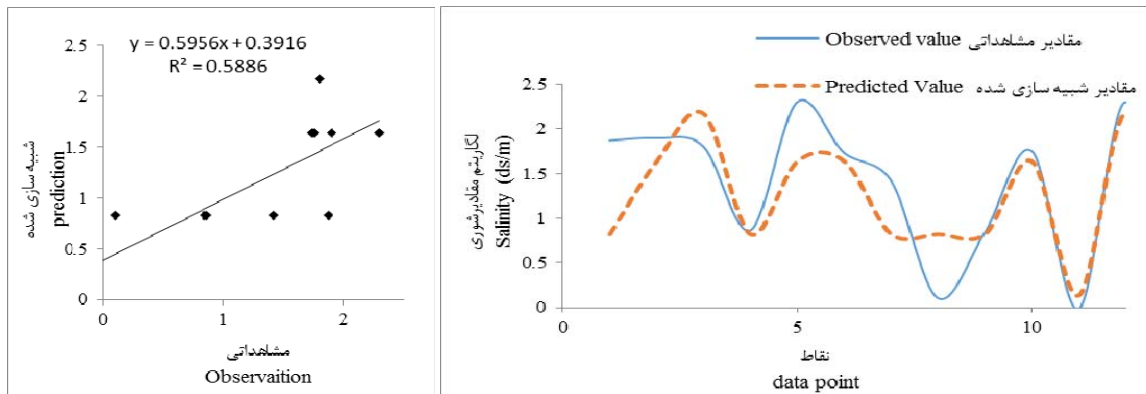 y = 0.5956x + 0.3916
R² = 0.5886
2.5
2
1.5
1
0.5
0
0
1
2
شبیه سازی شده
prediction
مشاهداتی
Observaition
Observed value مقادیر مشاهداتی
Predicted Value مقادیر شبیه سازی شده
2.5
2
1.5
1
0.5
0
0
5
10
لگاریتم مقادیرشوری
Salinity (ds/m)
نقاط
data point